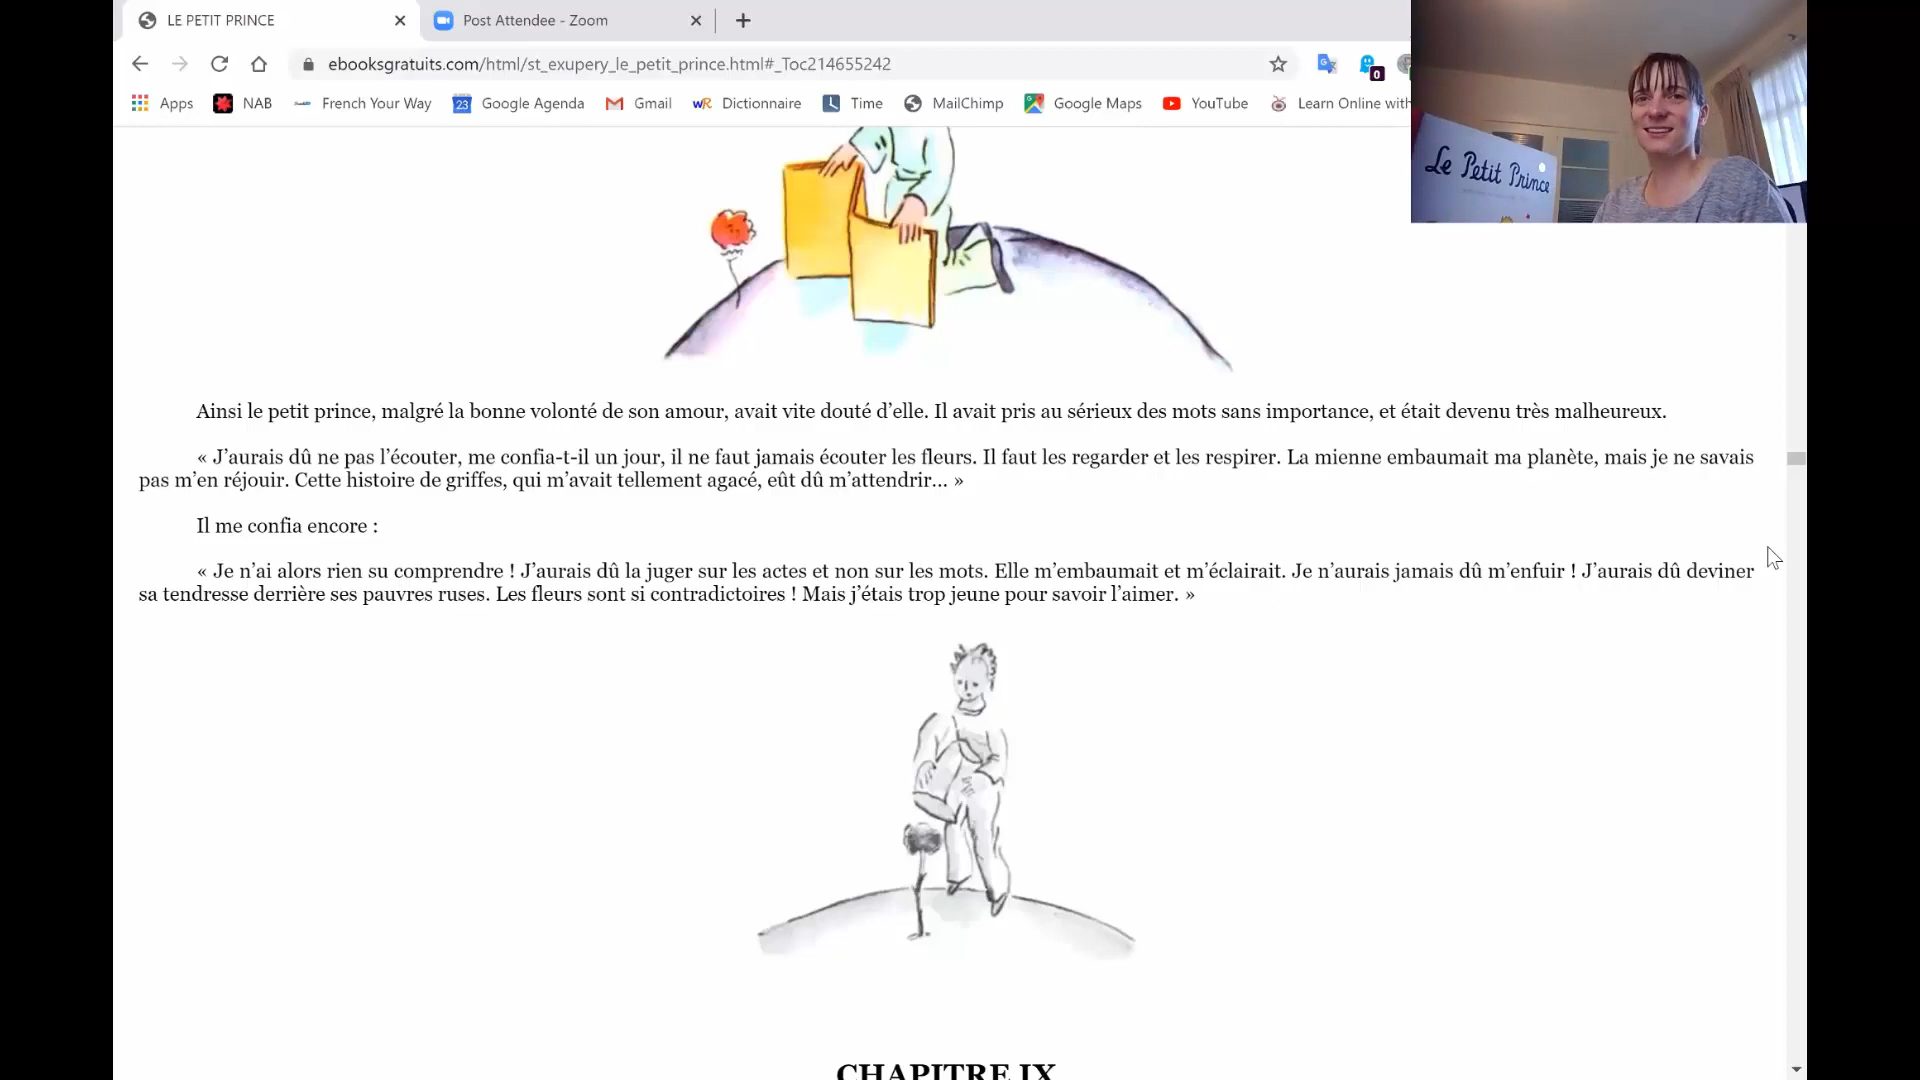 LE PETIT PRINCE
Post Attendee - Zoom
ebooksgratuits.com/html/st_exupery_le_petit_prince.html#_Toc214655242
0
Apps NAB French Your Way 23 Google Agenda Gmail wR Dictionnaire Time MailChimp Google Maps YouTube Learn Online with
Le Petit Prince
Ainsi le petit prince, malgré la bonne volonté de son amour, avait vite douté d’elle. Il avait pris au sérieux des mots sans importance, et était devenu très malheureux.
« J’aurais dû ne pas l’écouter, me confia-t-il un jour, il ne faut jamais écouter les fleurs. Il faut les regarder et les respirer. La mienne embaumait ma planète, mais je ne savais
pas m’en réjouir. Cette histoire de griffes, qui m’avait tellement agacé, eût dû m’attendrir... »
Il me confia encore :
« Je n’ai alors rien su comprendre ! J’aurais dû la juger sur les actes et non sur les mots. Elle m’embaumait et m’éclairait. Je n’aurais jamais dû m’enfuir ! J’aurais dû deviner
sa tendresse derrière ses pauvres ruses. Les fleurs sont si contradictoires ! Mais j’étais trop jeune pour savoir l’aimer. »
CHAPITRE IX